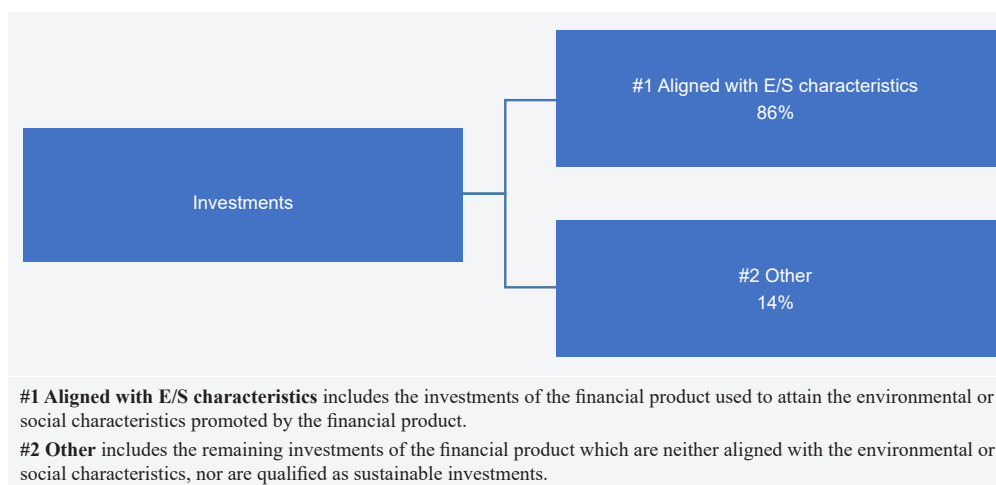 #1 Aligned with E/S characteristics
86%
Investments
#2 Other
14%
#1 Aligned with E/S characteristics includes the investments of the financial product used to attain the environmental or
social characteristics promoted by the financial product.
#2 Other includes the remaining investments of the financial product which are neither aligned with the environmental or
social characteristics, nor are qualified as sustainable investments.